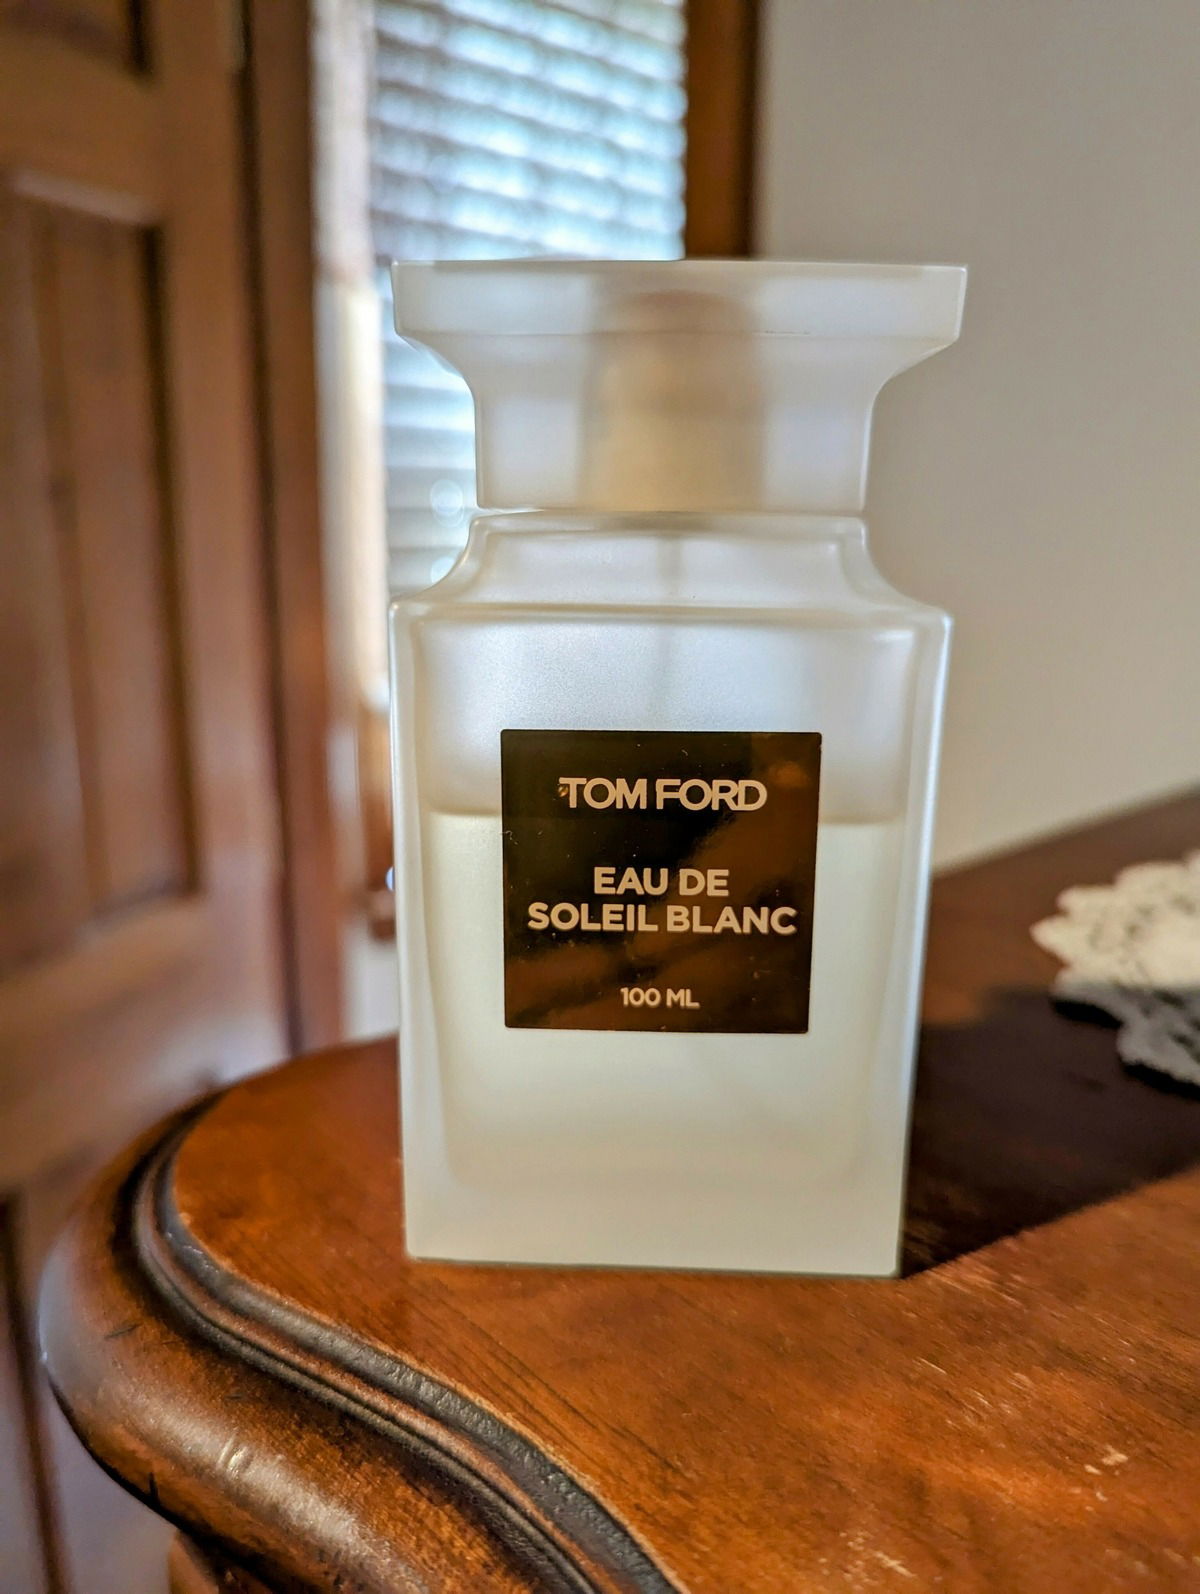 TOM FORD
EAU DE
SOLEIL BLANC
100 ML